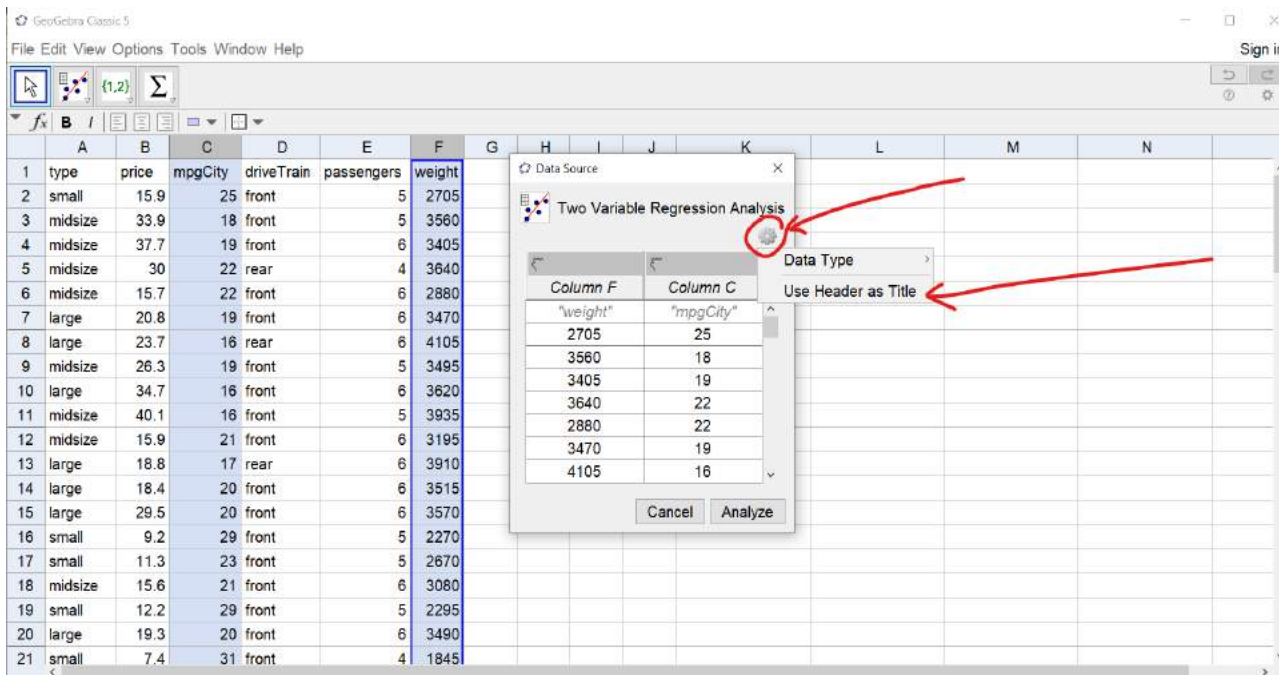 GeoGebra Classic 5
File Edit View Options Tools Window Help
Sign in
{1,2} Σ
fx B I
A B C D E F G H I J K L M N
1 type price mpgCity driveTrain passengers weight
2 small 15.9 25 front 5 2705
3 midsize 33.9 18 front 5 3560
4 midsize 37.7 19 front 6 3405
5 midsize 30 22 rear 4 3640
6 midsize 15.7 22 front 6 2880
7 large 20.8 19 front 6 3470
8 large 23.7 16 rear 6 4105
9 midsize 26.3 19 front 5 3495
10 large 34.7 16 front 6 3620
11 midsize 40.1 16 front 5 3935
12 midsize 15.9 21 front 6 3195
13 large 18.8 17 rear 6 3910
14 large 18.4 20 front 6 3515
15 large 29.5 20 front 6 3570
16 small 9.2 29 front 5 2270
17 small 11.3 23 front 5 2670
18 midsize 15.6 21 front 6 3080
19 small 12.2 29 front 5 2295
20 large 19.3 20 front 6 3490
21 small 7.4 31 front 4 1845
Data Source
Two Variable Regression Analysis
Column F Column C
"weight" "mpgCity"
2705 25
3560 18
3405 19
3640 22
2880 22
3470 19
4105 16
Cancel Analyze
Data Type
Use Header as Title